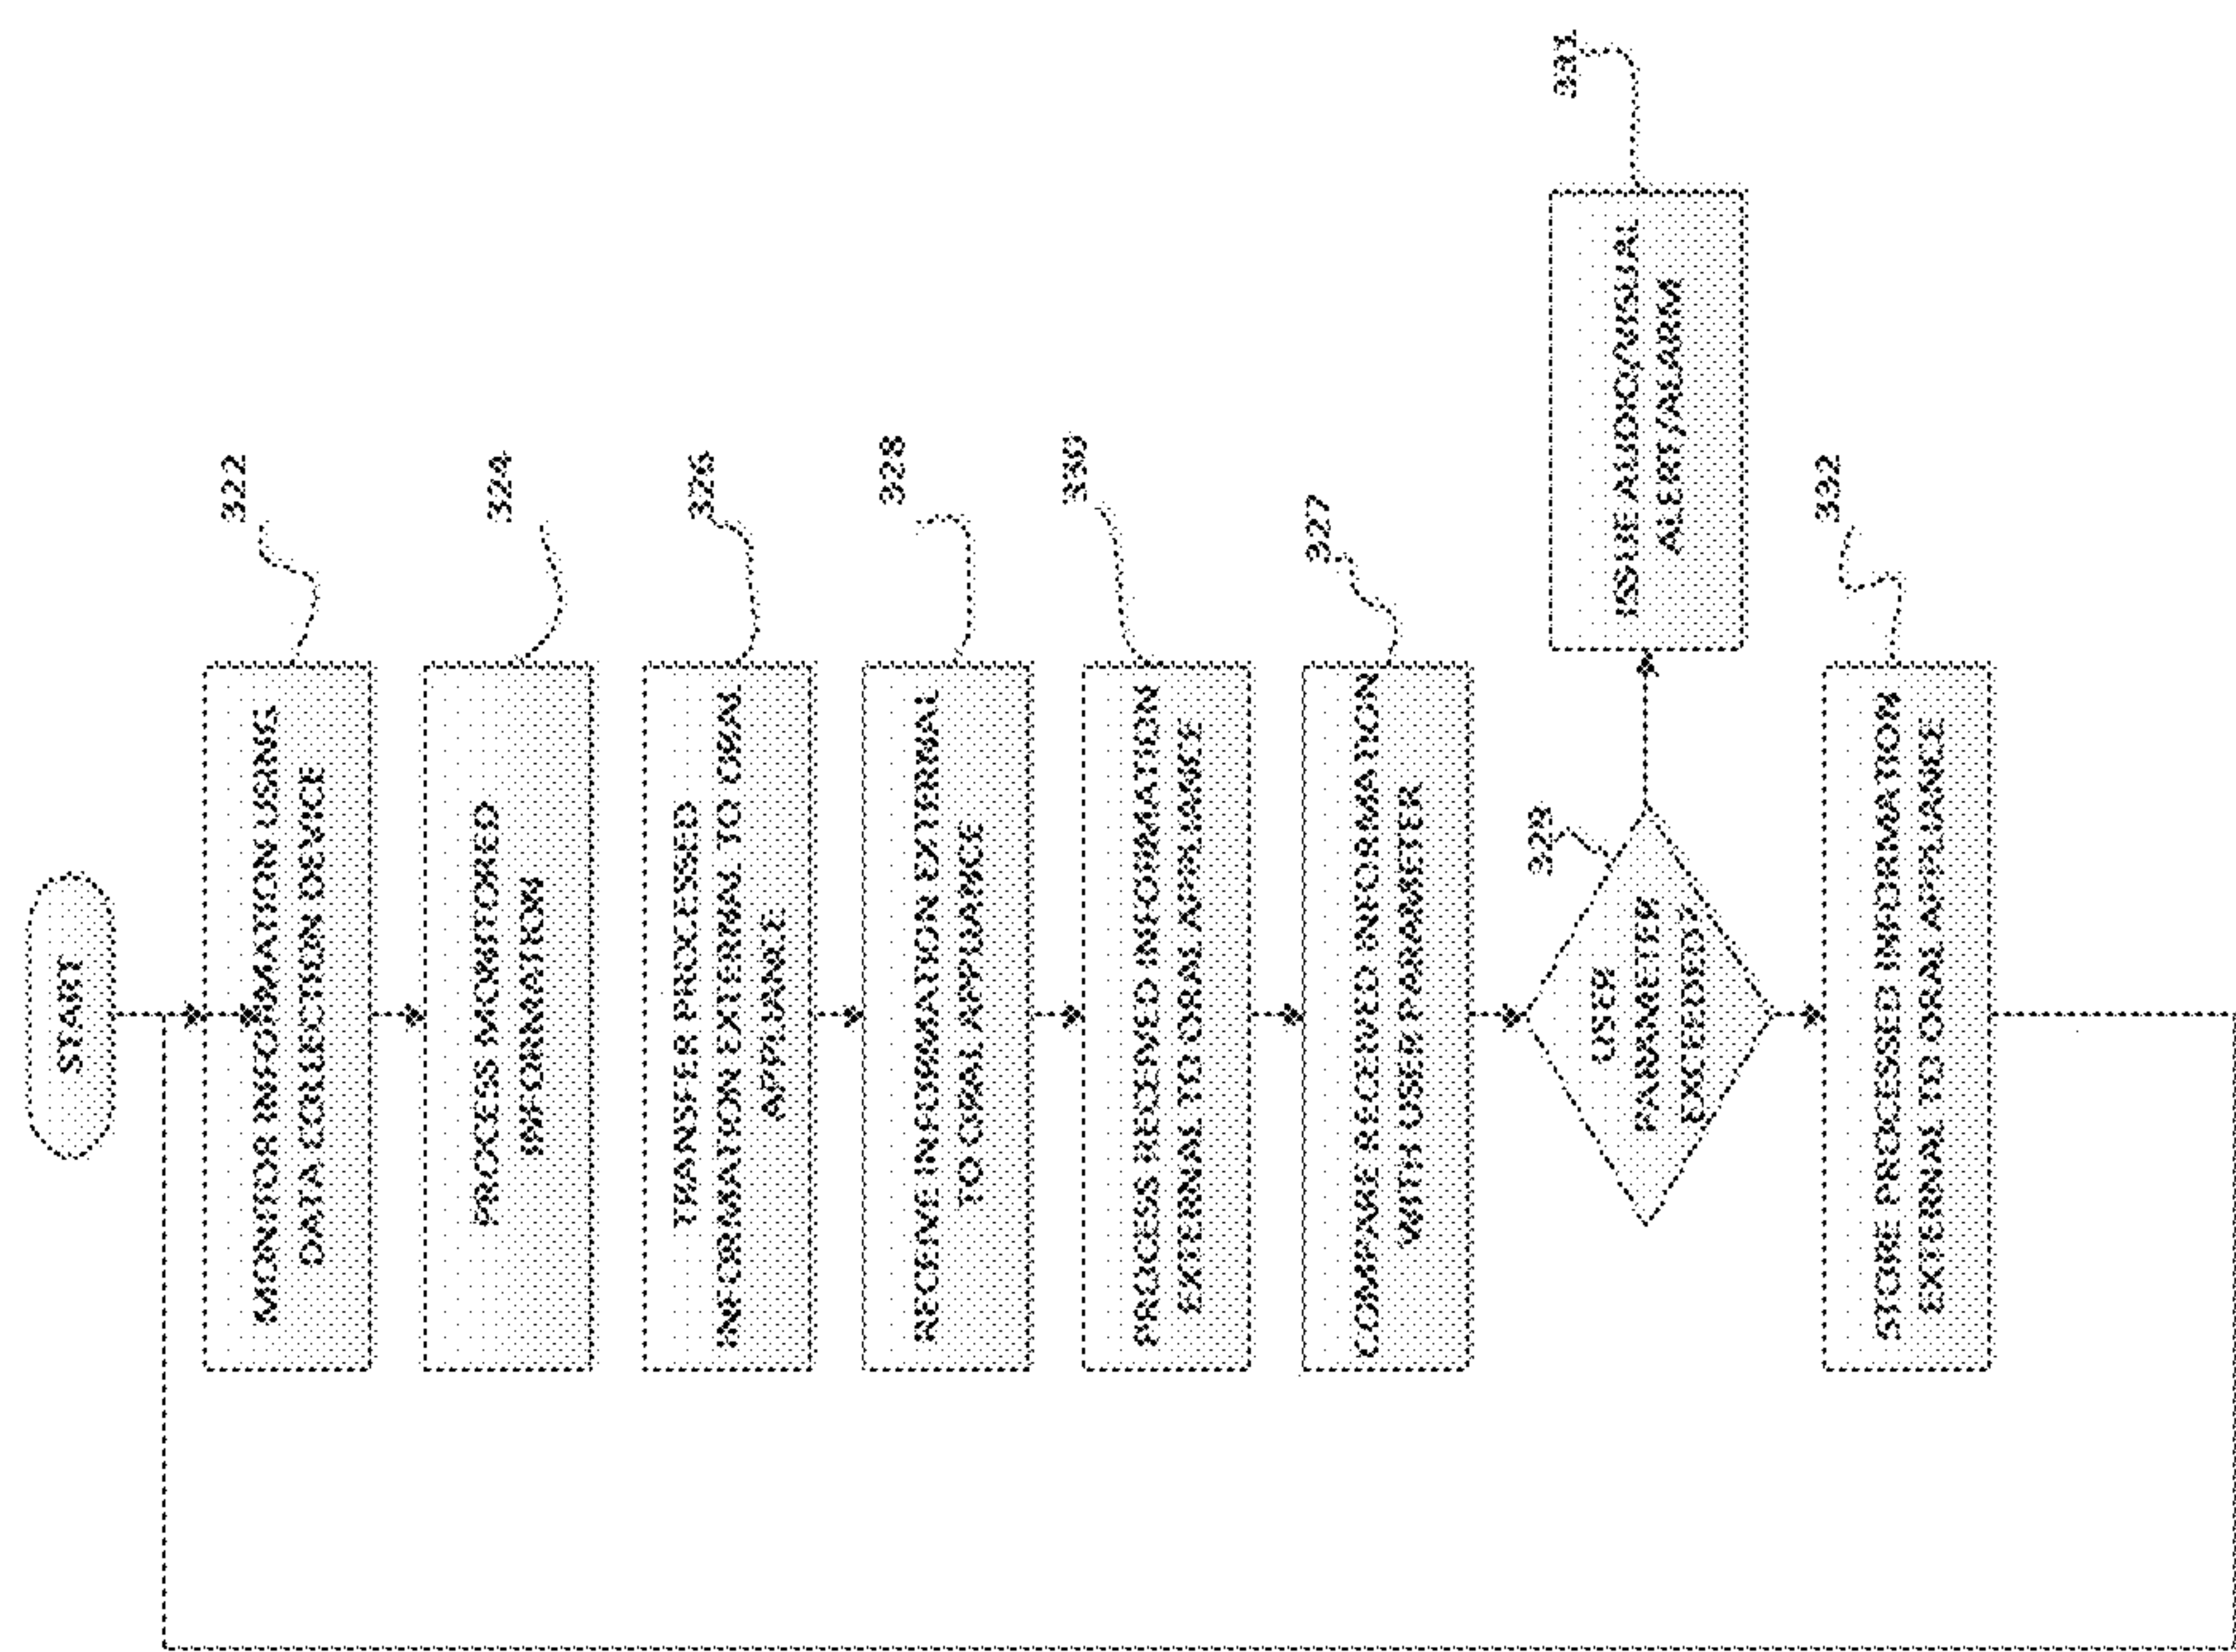 START
MONITOR INFORMATION USING
DATA COLLECTION DEVICE
322
PROCESS MONITORED
INFORMATION
324
TRANSFER PROCESSED
INFORMATION EXTERNAL TO ORAL
APPLIANCE
326
RECEIVE INFORMATION EXTERNAL
TO ORAL APPLIANCE
328
PROCESS RECEIVED INFORMATION
EXTERNAL TO ORAL APPLIANCE
330
COMPARE RECEIVED INFORMATION
WITH USER PARAMETER
327
USER
PARAMETER
EXCEEDED?
329
ISSUE AUDIO/VISUAL
ALERT/ALARM
331
STORE PROCESSED INFORMATION
EXTERNAL TO ORAL APPLIANCE
332